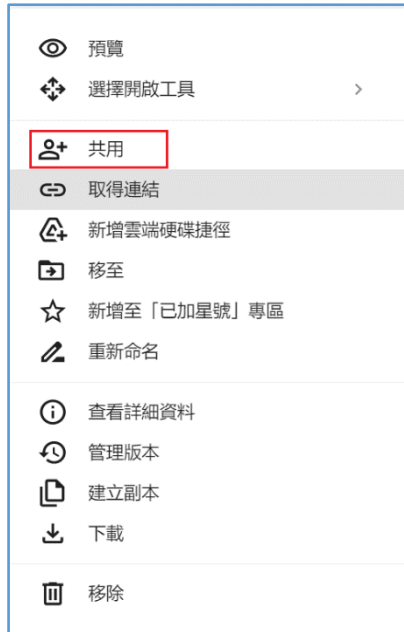 預覽
選擇開啟工具
共用
取得連結
新增雲端硬碟捷徑
移至
新增至「已加星號」專區
重新命名
查看詳細資料
管理版本
建立副本
下載
移除